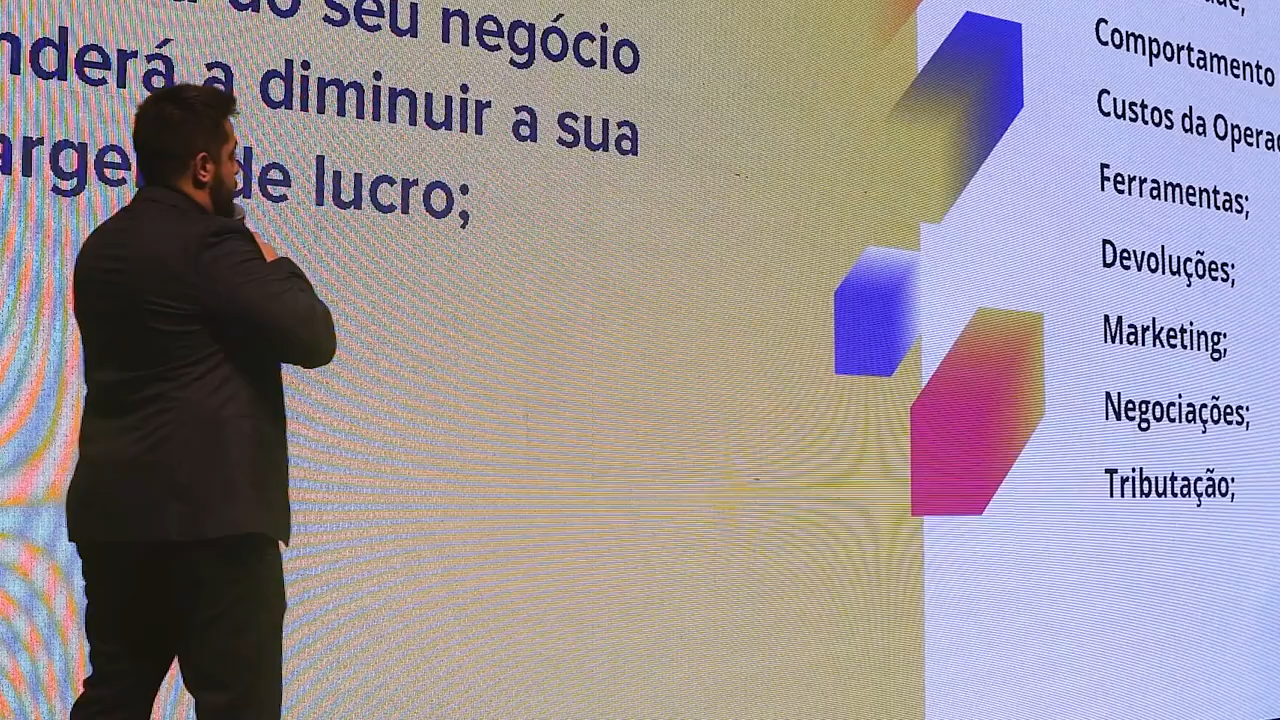 do seu negócio
a diminuir a sua
de lucro;
Comportamento
Custos da
Ferramentas;
Devoluções;
Marketing;
Negociações;
Tributação;